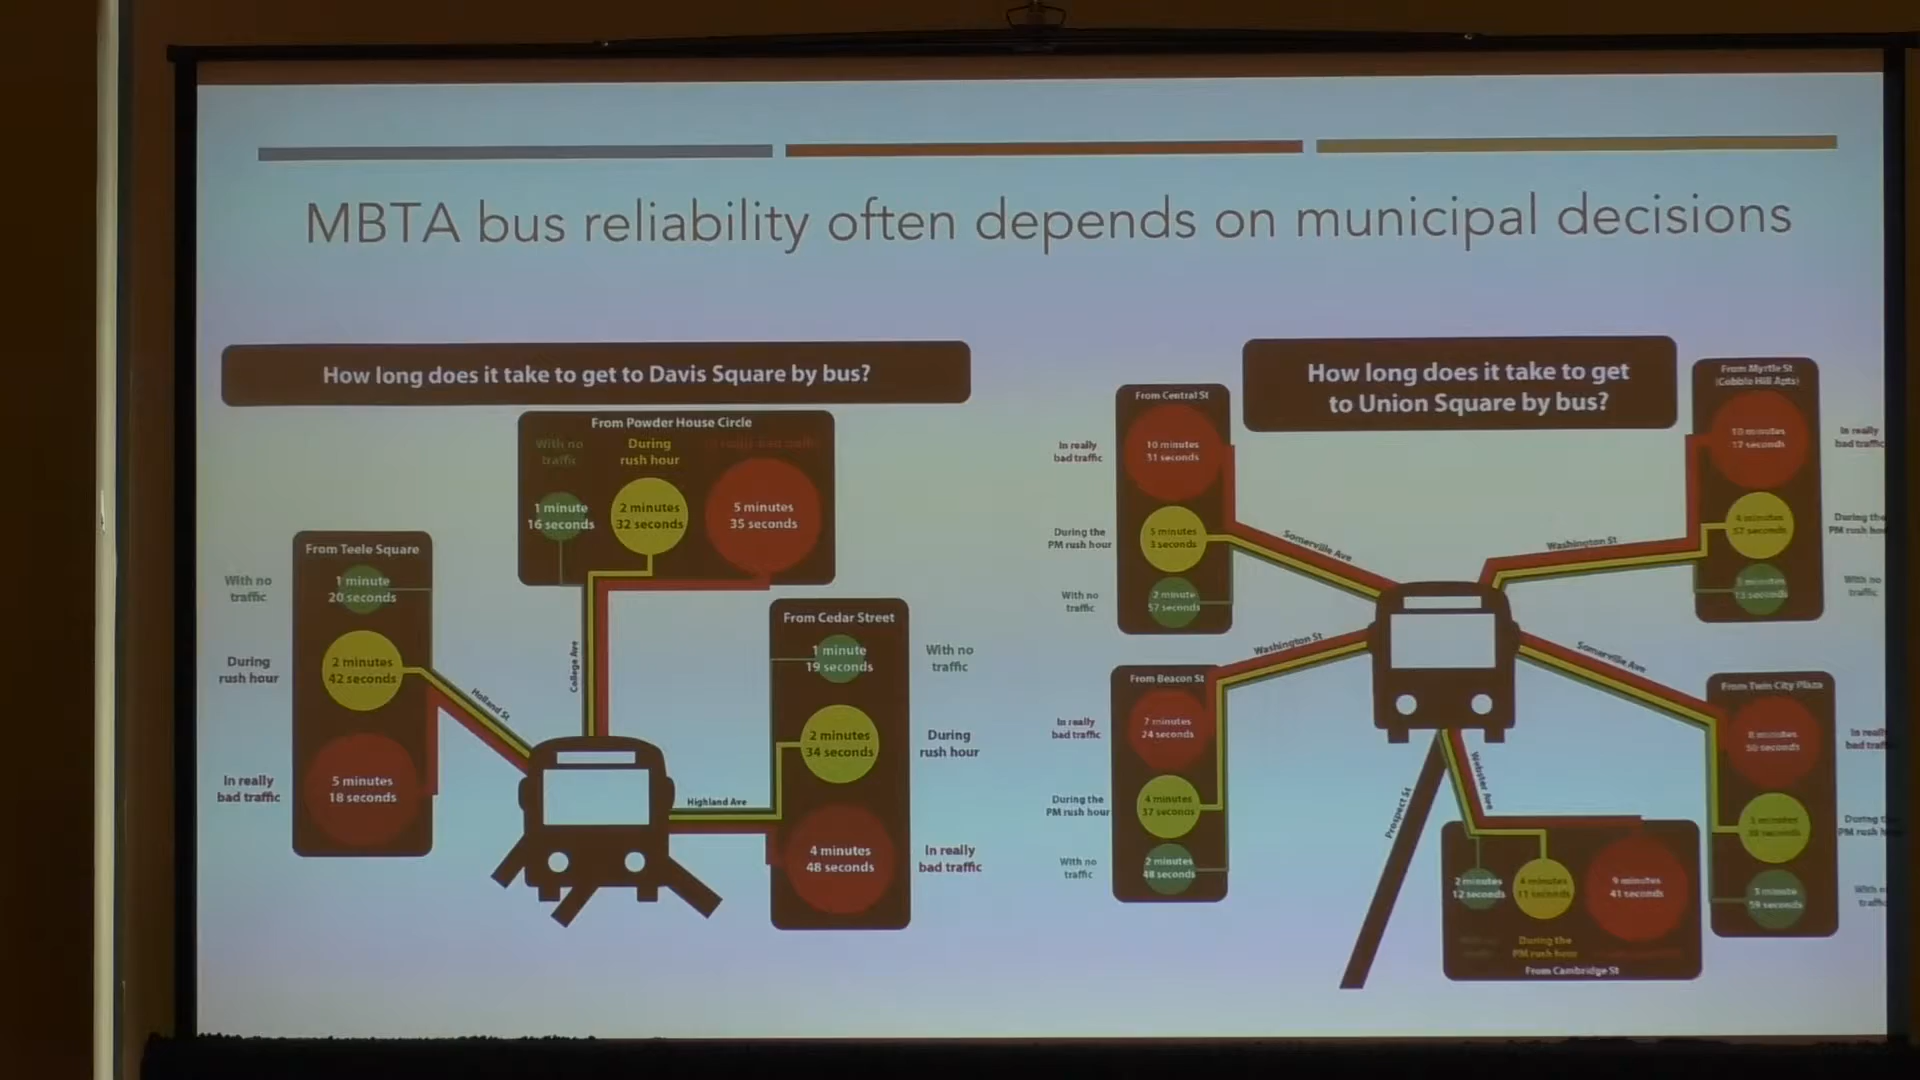 MBTA bus reliability often depends on municipal decisions
How long does it take to get to Davis Square by bus?
From Powder House Circle
With no
traffic
During
rush hour
1 minute
16 seconds
2 minutes
32 seconds
5 minutes
35 seconds
From Teele Square
With no
traffic
1 minute
20 seconds
During
rush hour
2 minutes
42 seconds
In really
bad traffic
5 minutes
18 seconds
Holland St
College Ave
Highland Ave
From Cedar Street
1 minute
19 seconds
With no
traffic
2 minutes
34 seconds
During
rush hour
4 minutes
48 seconds
In really
bad traffic
How long does it take to get
to Union Square by bus?
From Central St
In really
bad traffic
10 minutes
31 seconds
During the
PM rush hour
5 minutes
3 seconds
With no
traffic
2 minute
57 seconds
Somerville Ave
From Myrtle St
(Cobble Hill Apts)
10 minutes
17 seconds
In really
bad traffic
4 minutes
57 seconds
During the
PM rush hour
minutes
13 seconds
With no
traffic
Washington St
From Beacon St
In really
bad traffic
7 minutes
24 seconds
During the
PM rush hour
4 minutes
37 seconds
With no
traffic
2 minutes
48 seconds
Washington St
Somerville Ave
From Twin City Plaza
8 minutes
50 seconds
In really
bad traffic
minutes
seconds
During
PM rush
3 minute
59 seconds
With
Prospect St
Webster Ave
2 minutes
12 seconds
4 minutes
11 seconds
9 minutes
41 seconds
During the
PM rush hour
From Cambridge St